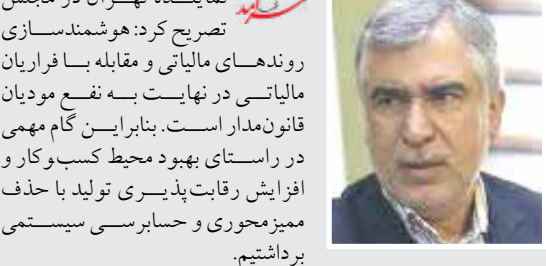 نماینده تهران در مجلس
تصریح کرد: هوشمندسازی
روندهای مالیاتی و مقابله با فراریان
مالیاتی در نهایت به نفع مودیان
قانون‌مدار است. بنابراین گام مهمی
در راستای بهبود محیط کسب‌وکار و
افزایش رقابت‌پذیری تولید با حذف
ممیزمحوری و حسابرسی سیستمی
برداشتیم.